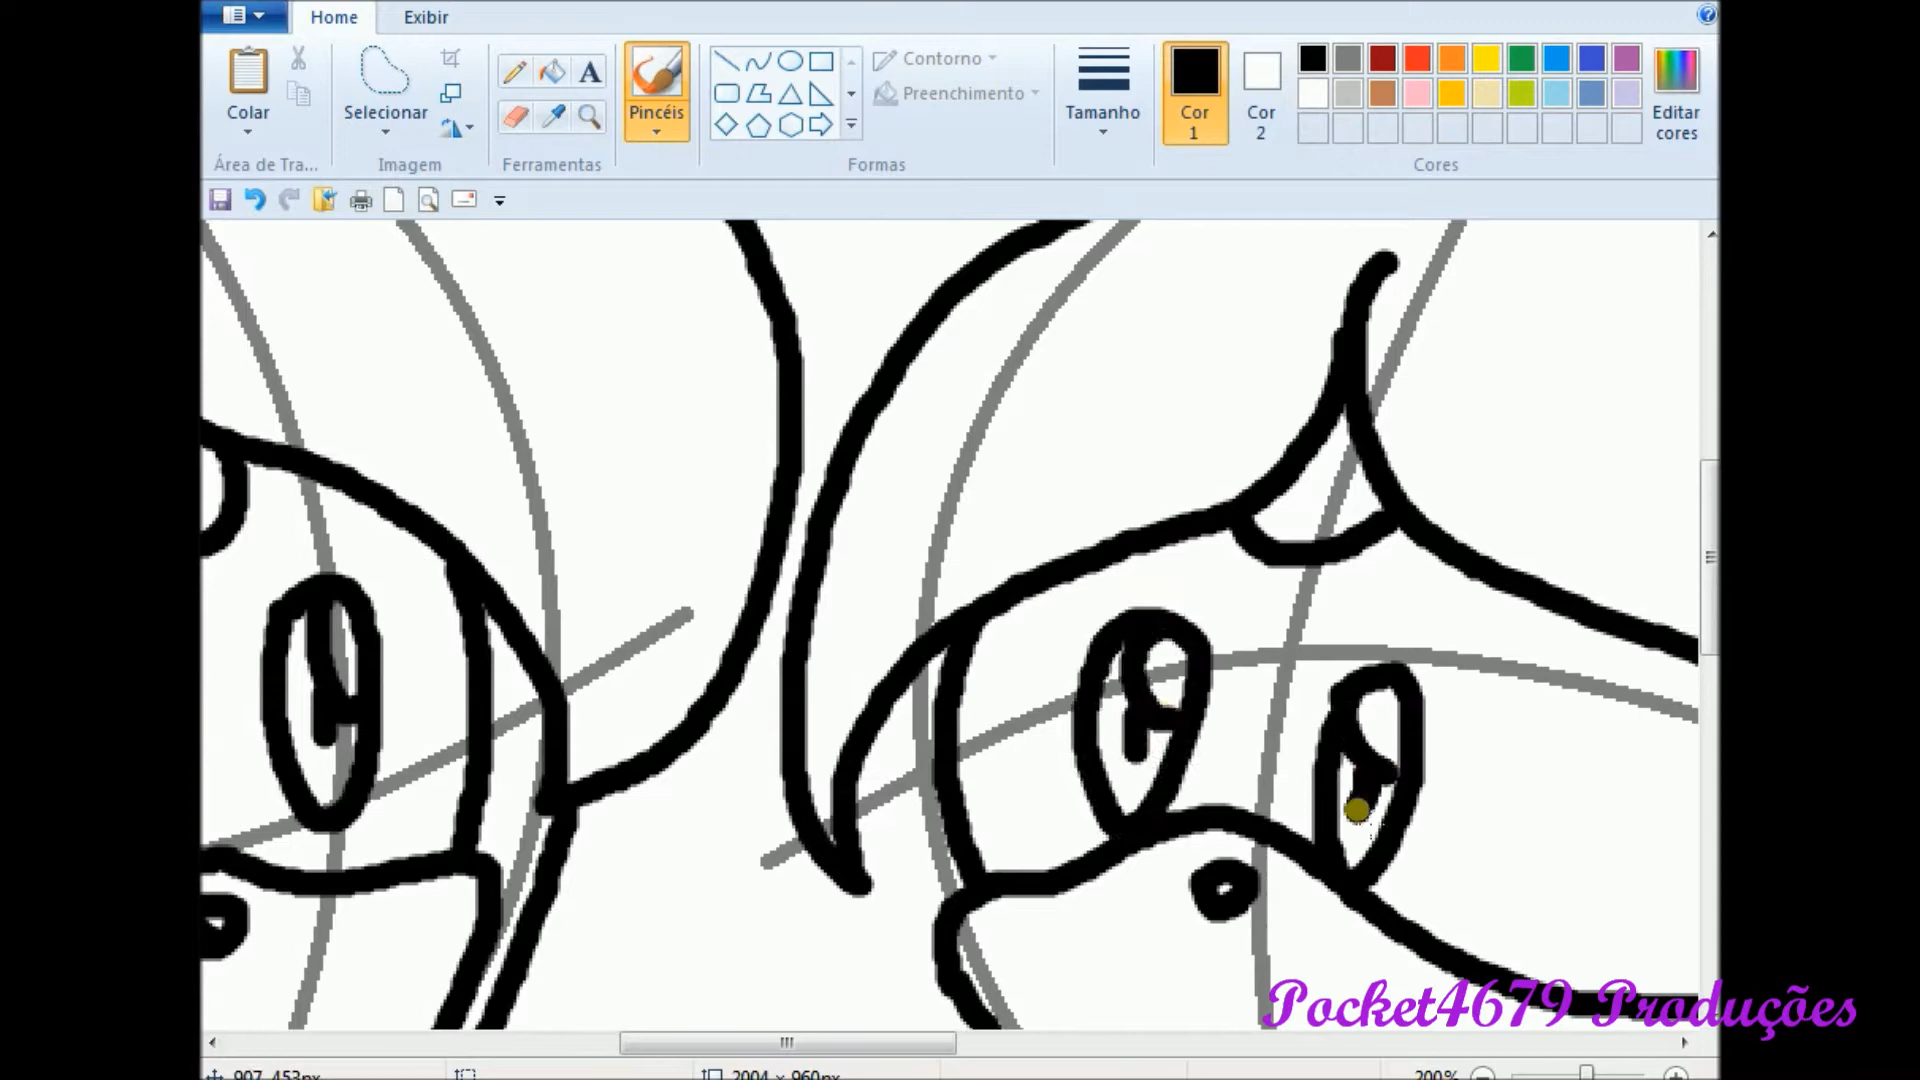 Home Exibir
Colar
Selecionar
A
Pincéis
Contorno
Preenchimento
Tamanho
Cor 1
Cor 2
Editar cores
Área de Tra... Imagem Ferramentas Formas Cores
Pocket4679 Produções
907, 453px 2004 × 960px 200%